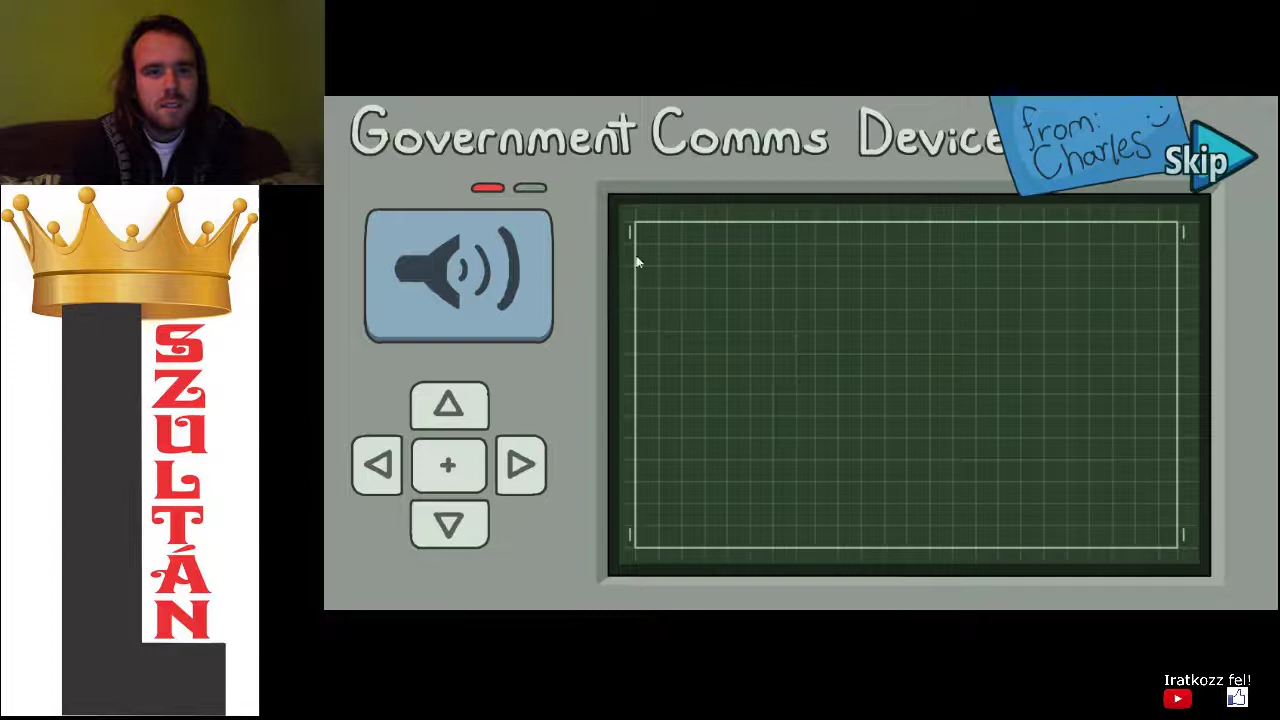 Government Comms Device
from:
Charles
Skip
L
SZULTÁN
Iratkozz fel!